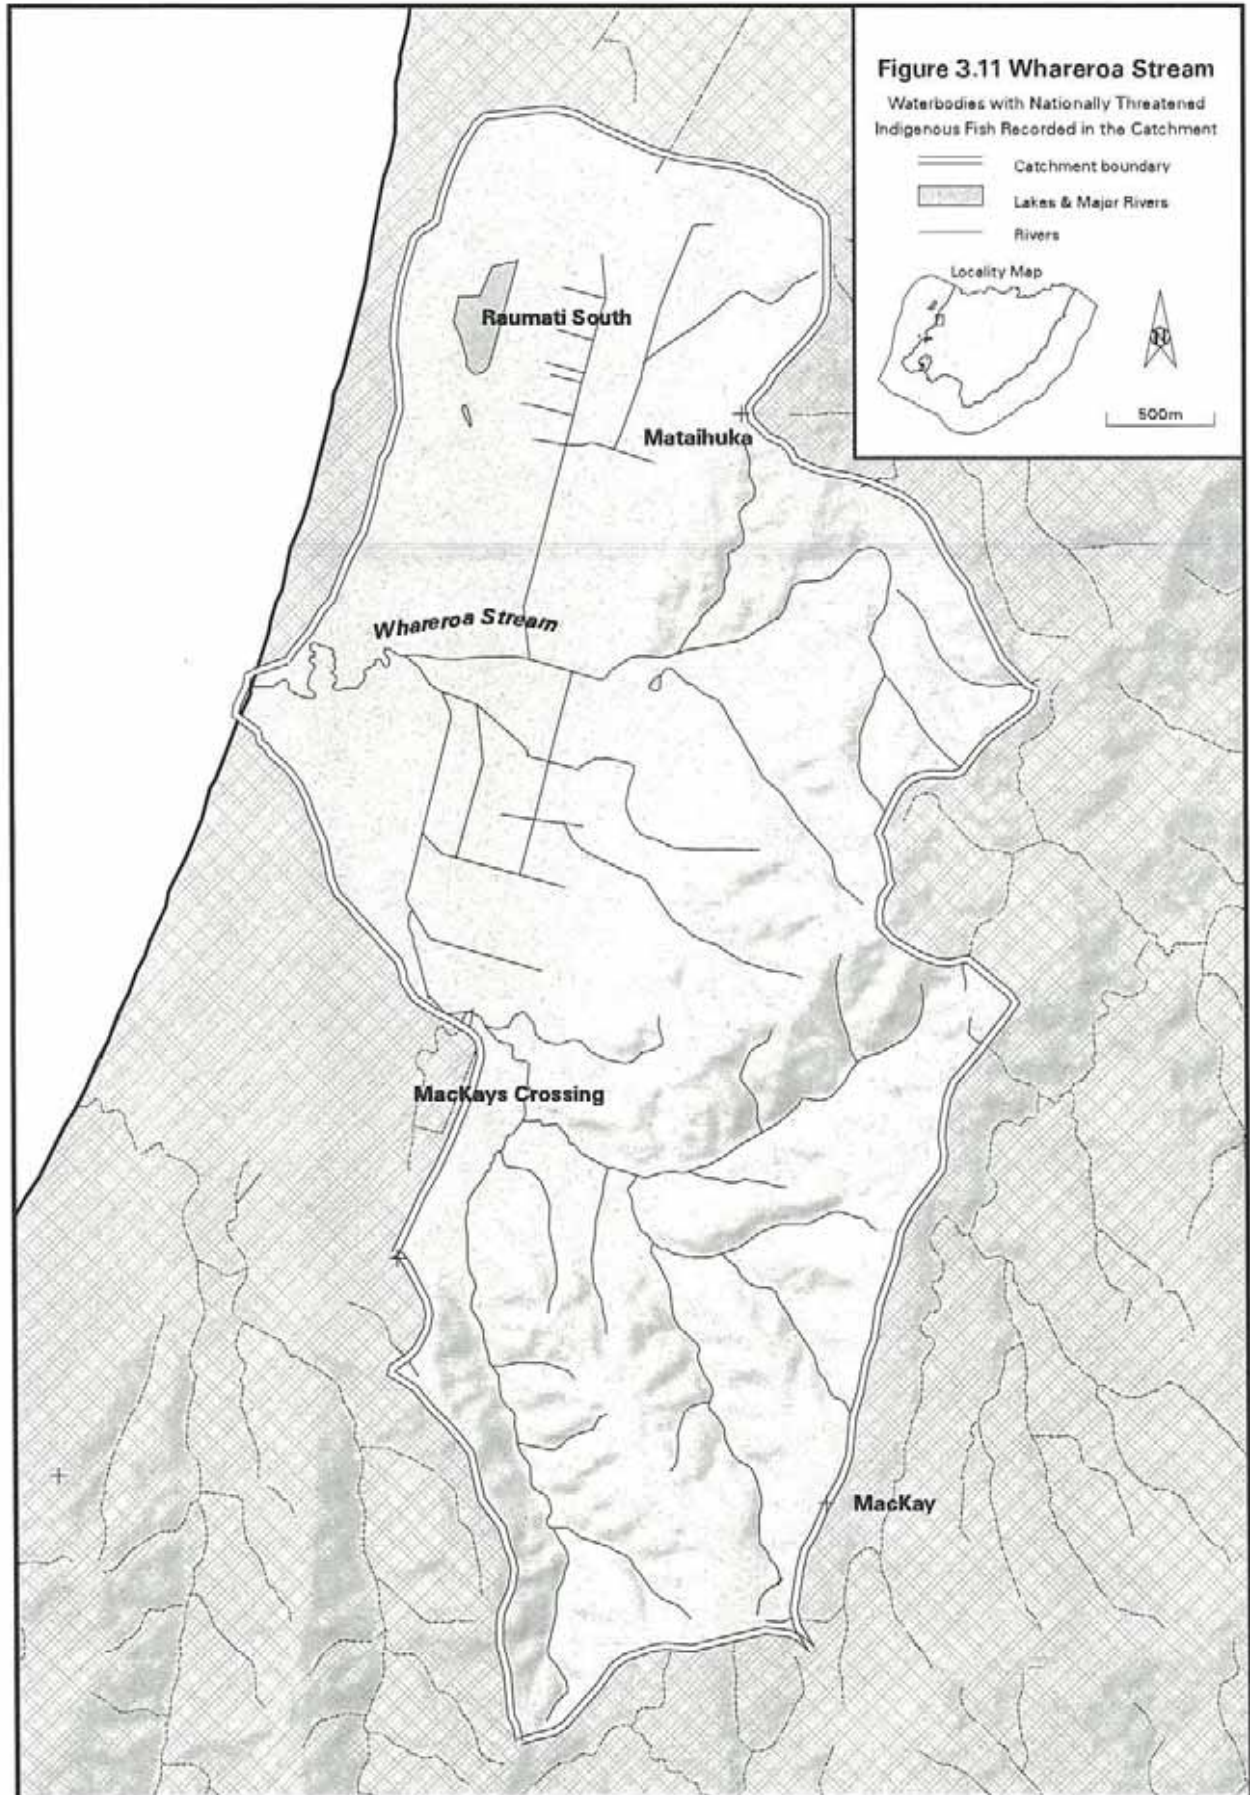 Figure 3.11 Whareroa Stream
Waterbodies with Nationally Threatened
Indigenous Fish Recorded in the Catchment
Catchment boundary
Lakes & Major Rivers
Rivers
Locality Map
N
500m
Raumati South
Mataihuka
Whareroa Stream
MacKays Crossing
MacKay